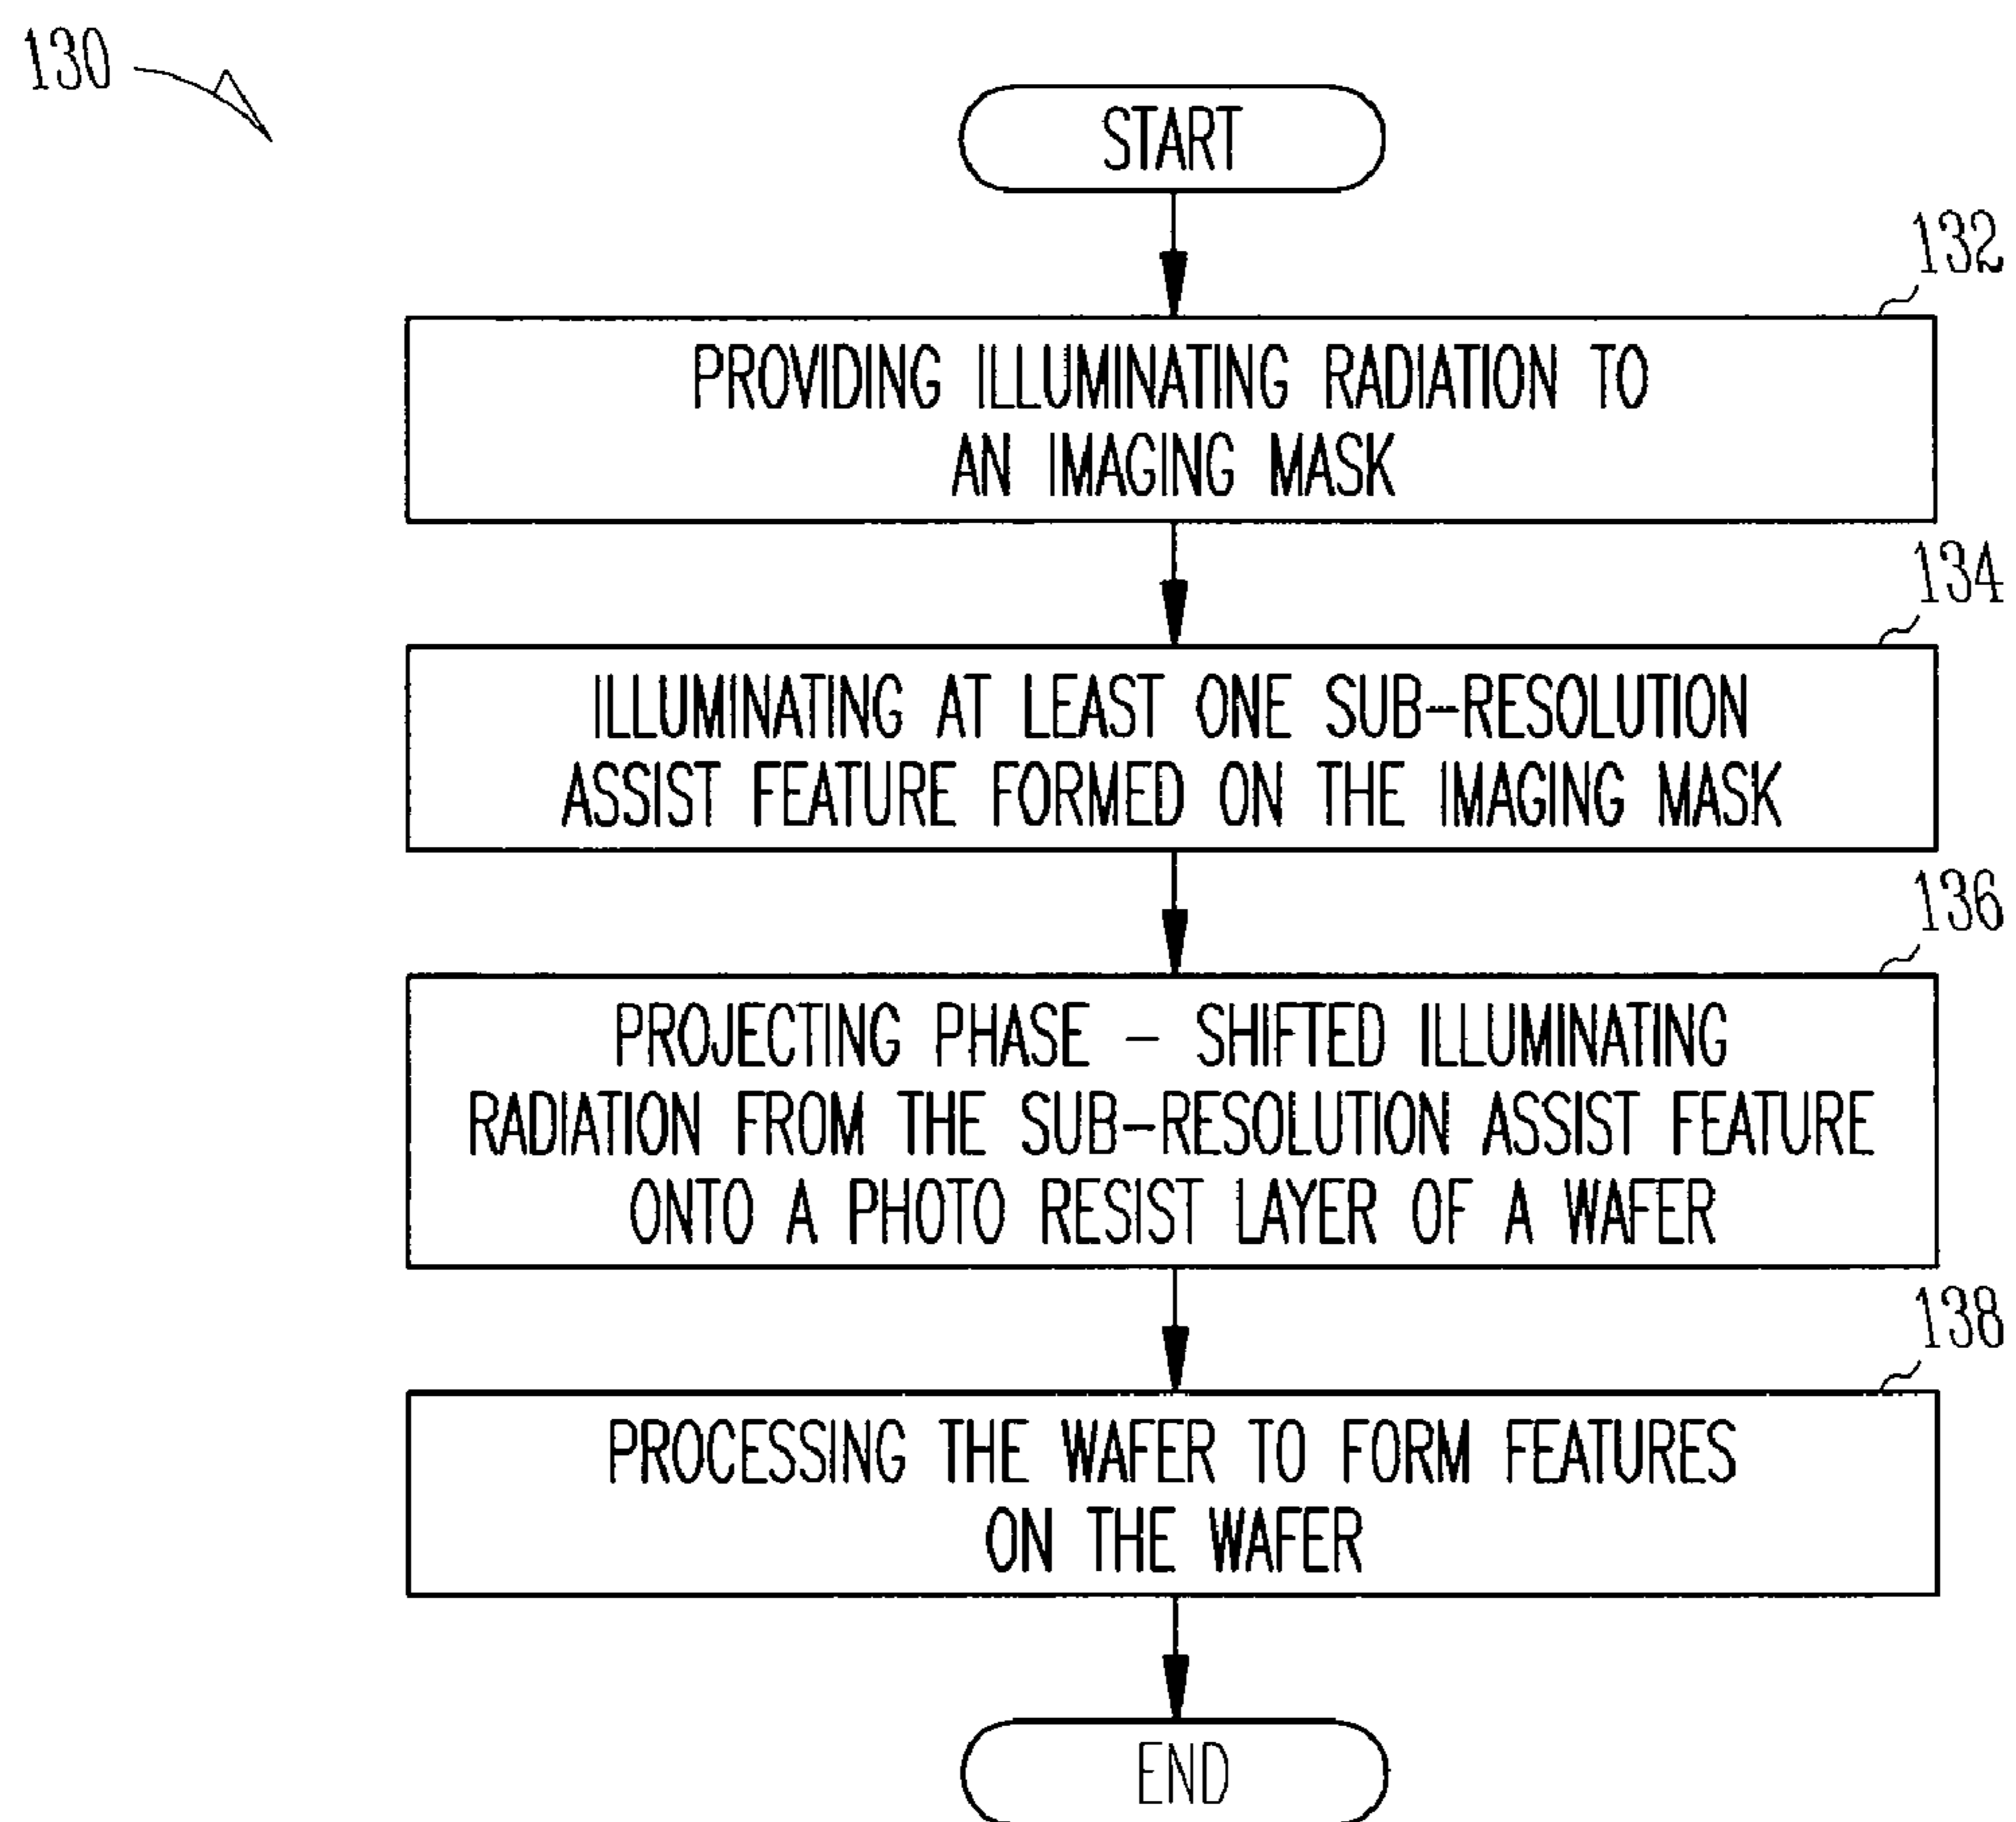 130
START
132
PROVIDING ILLUMINATING RADIATION TO
AN IMAGING MASK
134
ILLUMINATING AT LEAST ONE SUB-RESOLUTION
ASSIST FEATURE FORMED ON THE IMAGING MASK
136
PROJECTING PHASE - SHIFTED ILLUMINATING
RADIATION FROM THE SUB-RESOLUTION ASSIST FEATURE
ONTO A PHOTO RESIST LAYER OF A WAFER
138
PROCESSING THE WAFER TO FORM FEATURES
ON THE WAFER
END